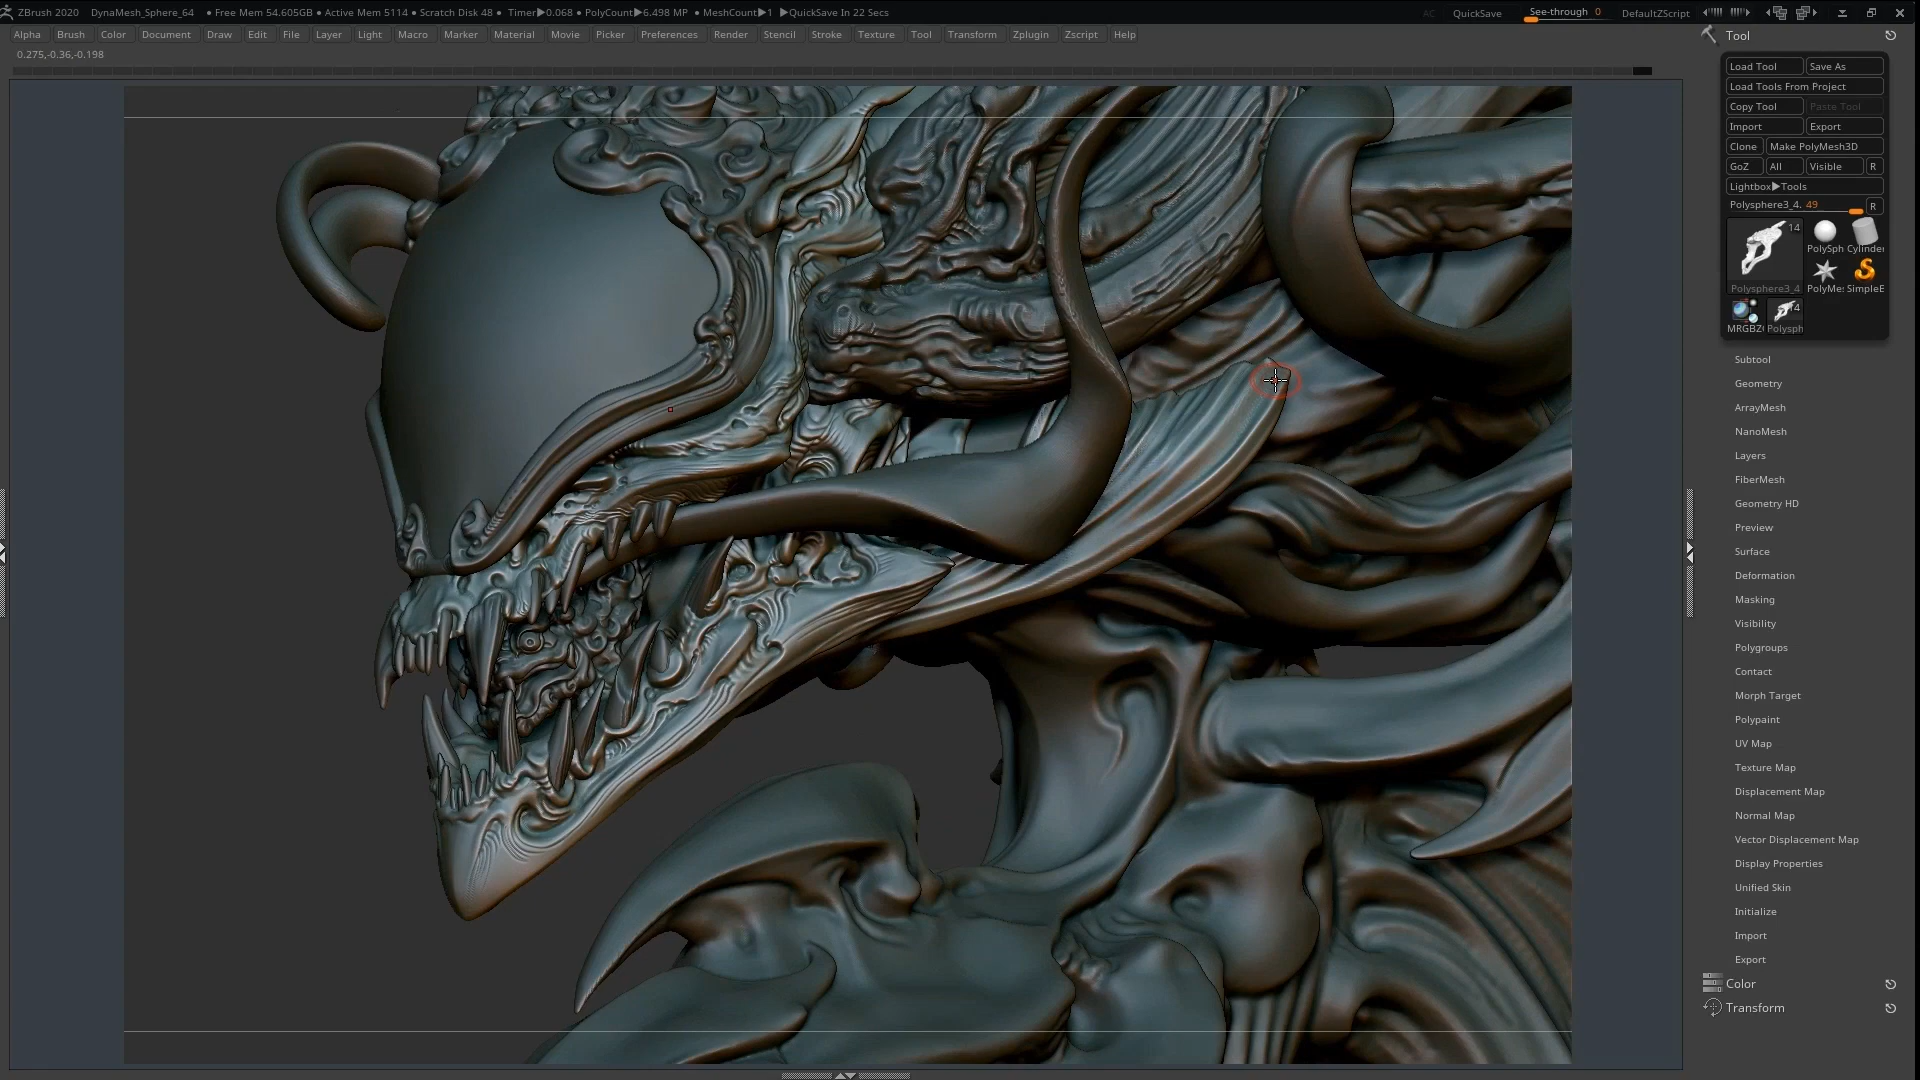 ZBrush 2020 DynaMesh_Sphere_64 • Free Mem 54.605GB • Active Mem 5114 • Scratch Disk 48 • Timer▶0.068 • PolyCount▶6.498 MP • MeshCount▶1 ▶QuickSave In 22 Secs AC QuickSave See-through 0 DefaultZScript
Alpha Brush Color Document Draw Edit File Layer Light Macro Marker Material Movie Picker Preferences Render Stencil Stroke Texture Tool Transform Zplugin Zscript Help
0.275,-0.36,-0.198
Tool
Load Tool Save As
Load Tools From Project
Copy Tool Paste Tool
Import Export
Clone Make PolyMesh3D
GoZ All Visible R
Lightbox▶Tools
Polysphere3_4. 49 R
14
PolySph Cylinder
Polysphere3_4 PolyMe: SimpleE
14
MRGBZ Polysph
Subtool
Geometry
ArrayMesh
NanoMesh
Layers
FiberMesh
Geometry HD
Preview
Surface
Deformation
Masking
Visibility
Polygroups
Contact
Morph Target
Polypaint
UV Map
Texture Map
Displacement Map
Normal Map
Vector Displacement Map
Display Properties
Unified Skin
Initialize
Import
Export
Color
Transform